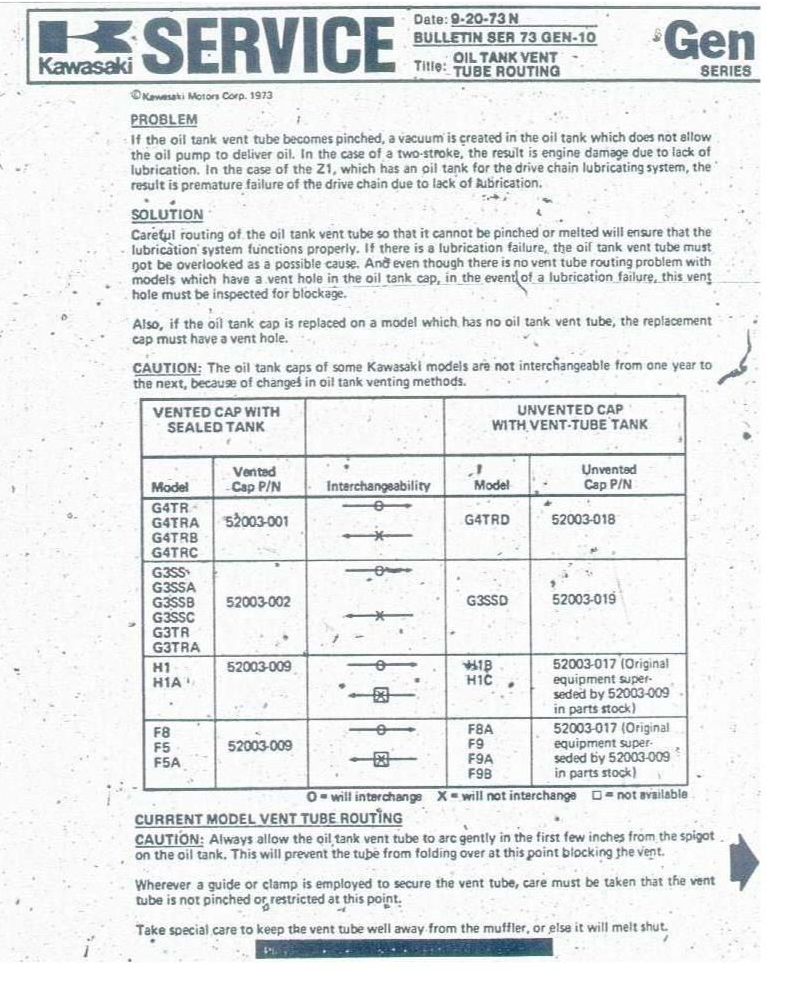 Kawasaki SERVICE
Date: 9-20-73 N
BULLETIN SER 73 GEN-10
Title: OIL TANK VENT
TUBE ROUTING
Gen
SERIES
©Kawasaki Motors Corp. 1973
PROBLEM
If the oil tank vent tube becomes pinched, a vacuum is created in the oil tank which does not allow
the oil pump to deliver oil. In the case of a two-stroke, the result is engine damage due to lack of
lubrication. In the case of the Z1, which has an oil tank for the drive chain lubricating system, the
result is premature failure of the drive chain due to lack of lubrication.
SOLUTION
Careful routing of the oil tank vent tube so that it cannot be pinched or melted will ensure that the
lubrication system functions properly. If there is a lubrication failure, the oil tank vent tube must
not be overlooked as a possible cause. And even though there is no vent tube routing problem with
models which have a vent hole in the oil tank cap, in the event of a lubrication failure, this vent
hole must be inspected for blockage.
Also, if the oil tank cap is replaced on a model which has no oil tank vent tube, the replacement
cap must have a vent hole.
CAUTION: The oil tank caps of some Kawasaki models are not interchangeable from one year to
the next, because of changes in oil tank venting methods.
VENTED CAP WITH
SEALED TANK
UNVENTED CAP
WITH VENT-TUBE TANK
Model
Vented
Cap P/N
Interchangeability
Model
Unvented
Cap P/N
G4TR
G4TRA
G4TRB
G4TRC
52003-001
O
X
G4TRD
52003-018
G3SS
G3SSA
G3SSB
G3SSC
G3TR
G3TRA
52003-002
O
X
G3SSD
52003-019
H1
H1A
52003-009
O
X
H1B
H1C
52003-017 (Original
equipment super-
seded by 52003-009
in parts stock)
F8
F5
F5A
52003-009
O
X
F8A
F9
F9A
F9B
52003-017 (Original
equipment super-
seded by 52003-009
in parts stock)
O = will interchange X = will not interchange □ = not available
CURRENT MODEL VENT TUBE ROUTING
CAUTION: Always allow the oil tank vent tube to arc gently in the first few inches from the spigot
on the oil tank. This will prevent the tube from folding over at this point blocking the vent.
Wherever a guide or clamp is employed to secure the vent tube, care must be taken that the vent
tube is not pinched or restricted at this point.
Take special care to keep the vent tube well away from the muffler, or else it will melt shut.